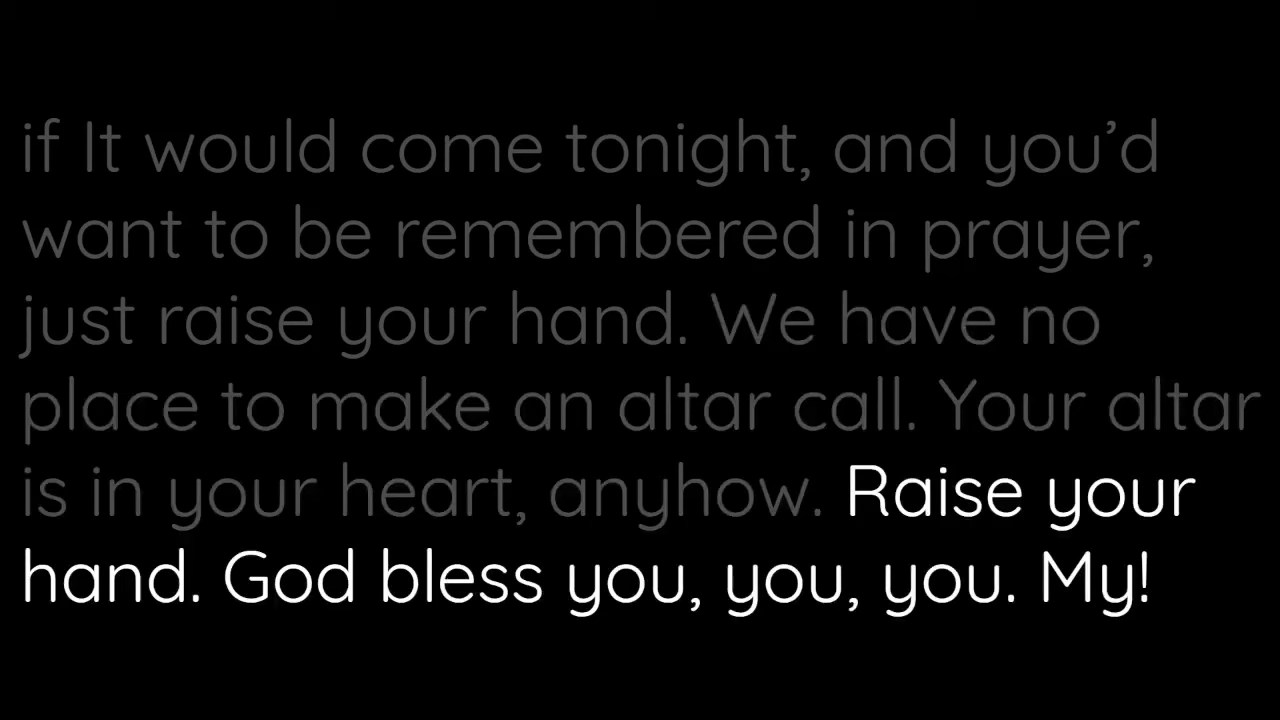 if It would come tonight, and you’d
want to be remembered in prayer,
just raise your hand. We have no
place to make an altar call. Your altar
is in your heart, anyhow. Raise your
hand. God bless you, you, you. My!